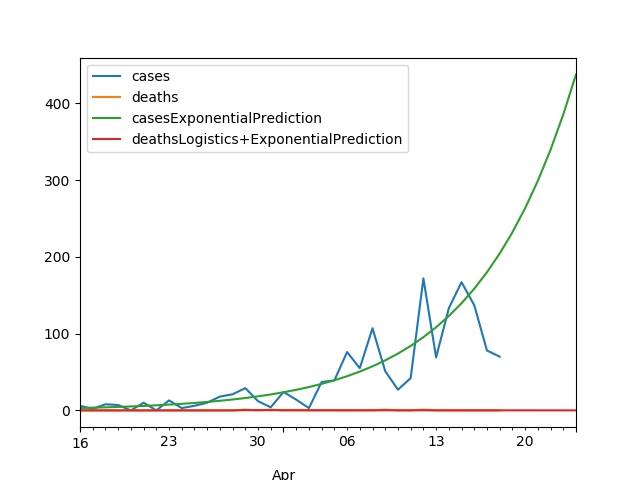 cases
deaths
casesExponentialPrediction
deathsLogistics+ExponentialPrediction
400
300
200
100
0
16 23 30 06 13 20
Apr